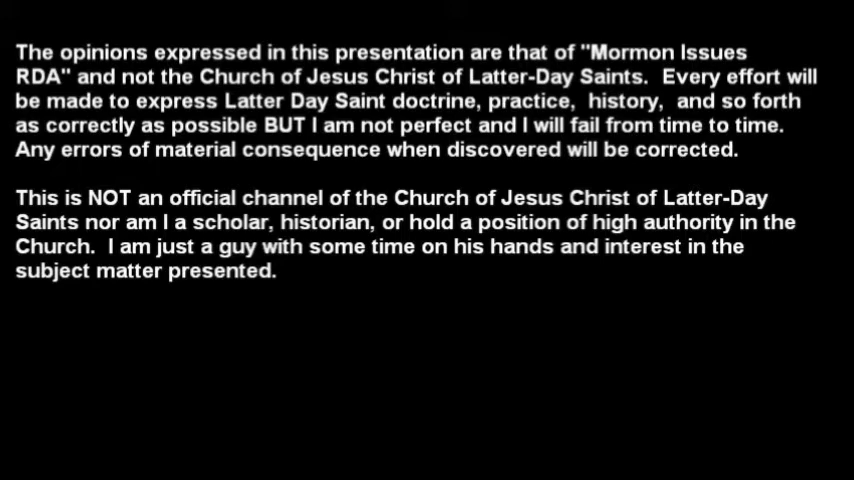 The opinions expressed in this presentation are that of "Mormon Issues
RDA" and not the Church of Jesus Christ of Latter-Day Saints.  Every effort will
be made to express Latter Day Saint doctrine, practice,  history,  and so forth
as correctly as possible BUT I am not perfect and I will fail from time to time.
Any errors of material consequence when discovered will be corrected.
This is NOT an official channel of the Church of Jesus Christ of Latter-Day
Saints nor am I a scholar, historian, or hold a position of high authority in the
Church.  I am just a guy with some time on his hands and interest in the
subject matter presented.